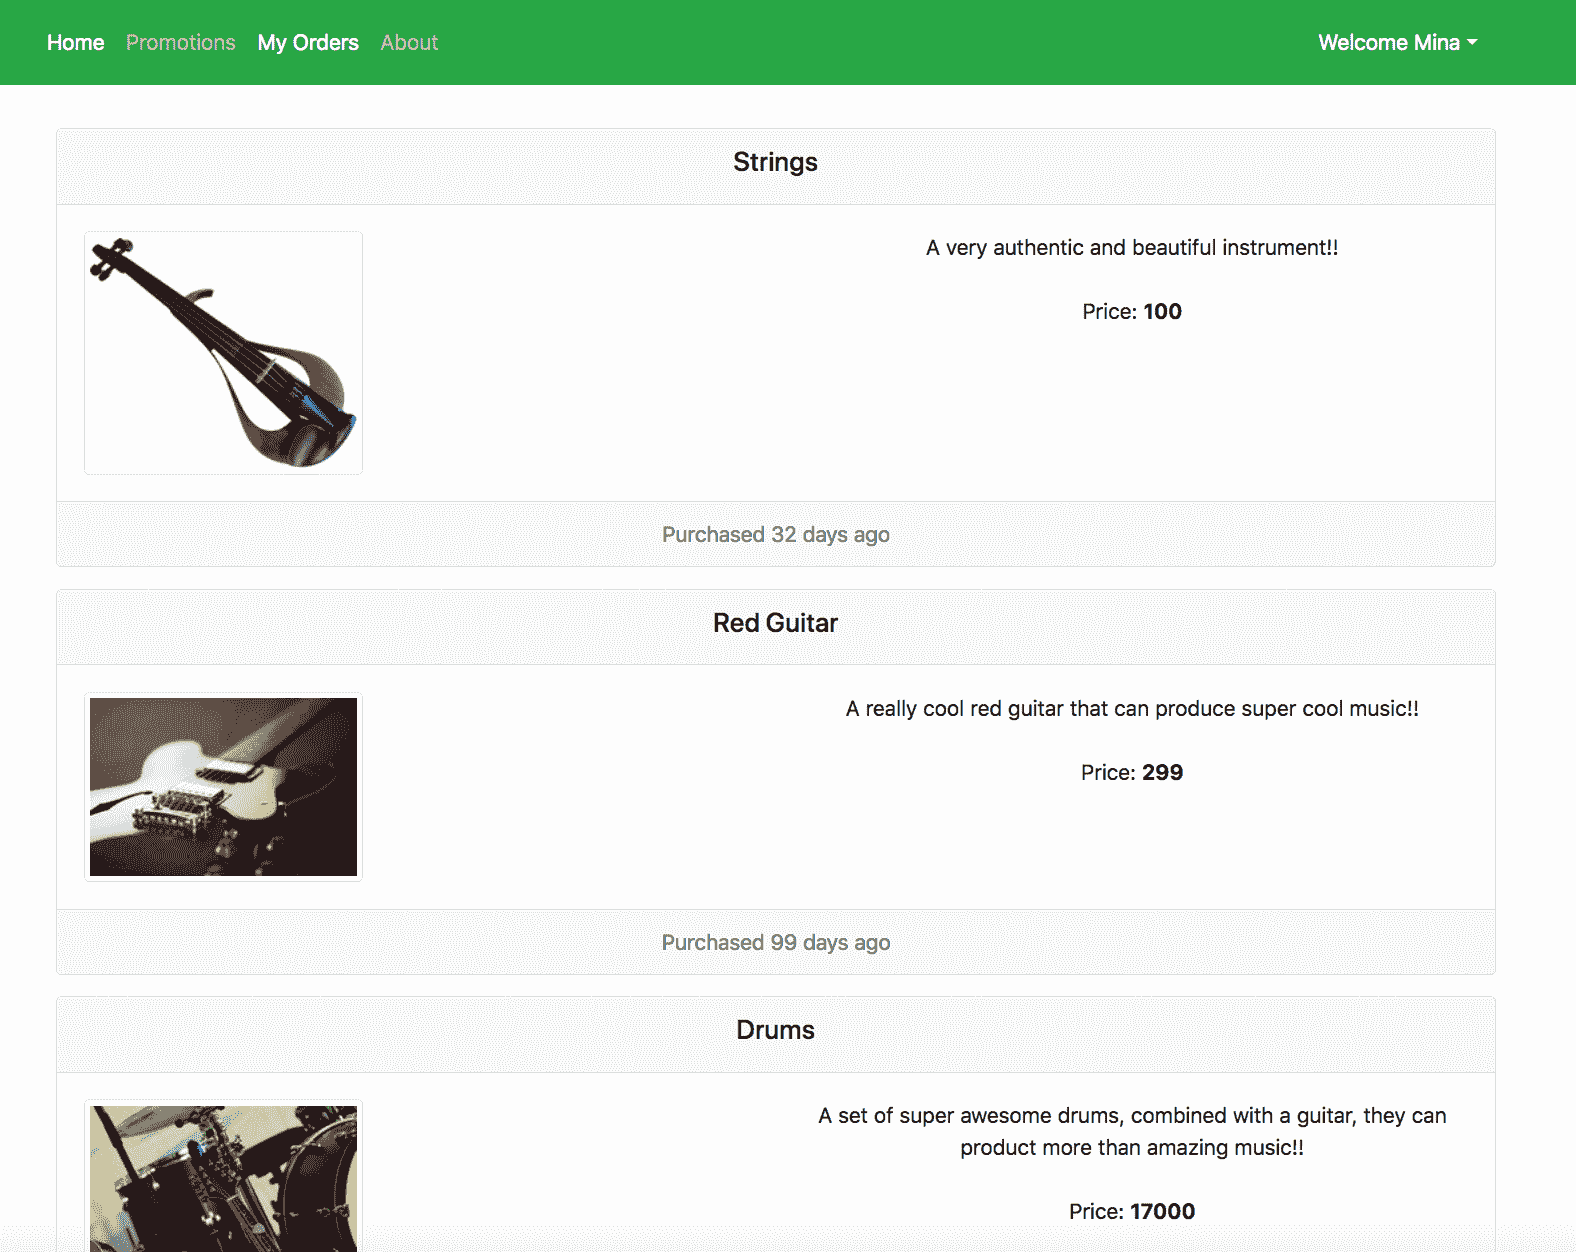 Home Promotions My Orders About Welcome Mina
Strings
A very authentic and beautiful instrument!!
Price: 100
Purchased 32 days ago
Red Guitar
A really cool red guitar that can produce super cool music!!
Price: 299
Purchased 99 days ago
Drums
A set of super awesome drums, combined with a guitar, they can
product more than amazing music!!
Price: 17000